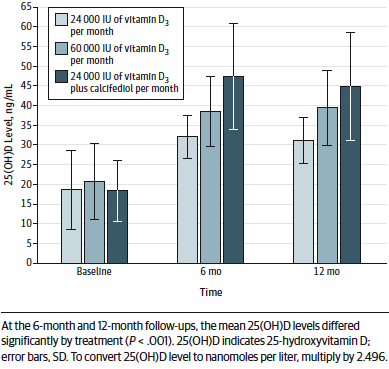 65
60
55
50
45
40
35
30
25
20
15
10
5
0
25(OH)D Level, ng/mL
24 000 IU of vitamin D3
per month
60 000 IU of vitamin D3
per month
24 000 IU of vitamin D3
plus calcifediol per month
Baseline
6 mo
12 mo
Time
At the 6-month and 12-month follow-ups, the mean 25(OH)D levels differed
significantly by treatment (P < .001). 25(OH)D indicates 25-hydroxyvitamin D;
error bars, SD. To convert 25(OH)D level to nanomoles per liter, multiply by 2.496.